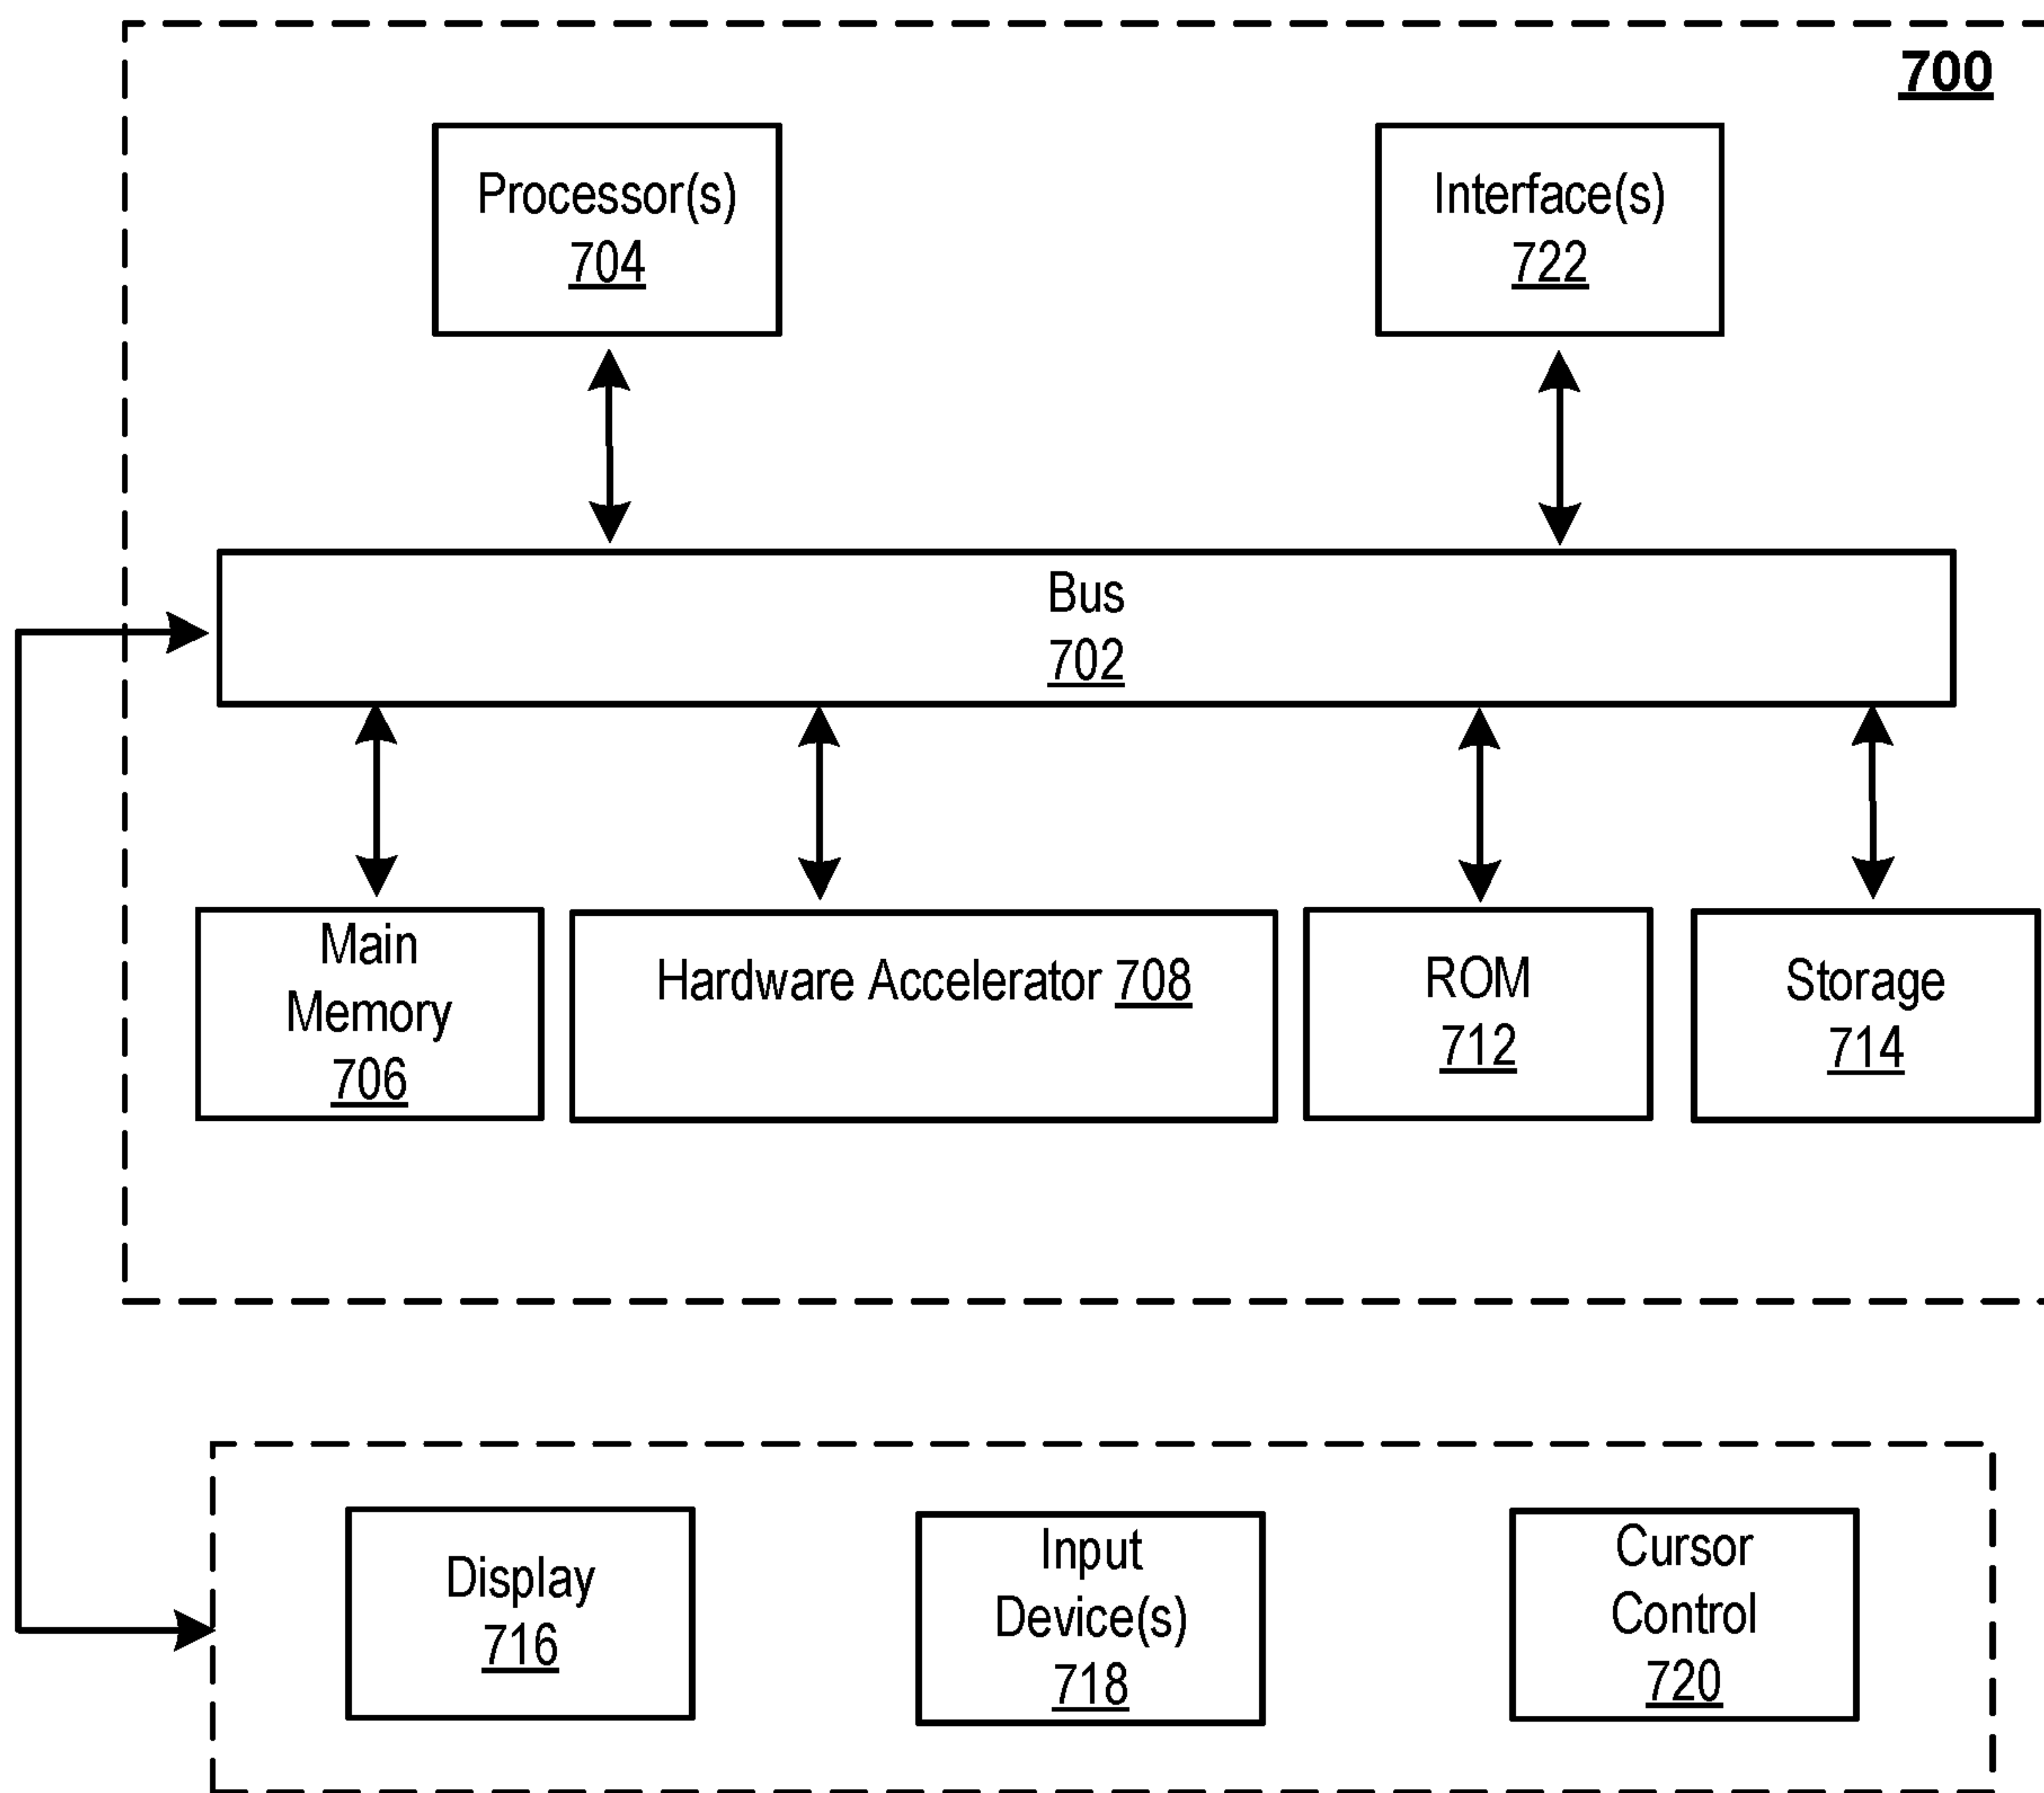 700
Processor(s)
704
Interface(s)
722
Bus
702
Main
Memory
706
Hardware Accelerator 708
ROM
712
Storage
714
Display
716
Input
Device(s)
718
Cursor
Control
720